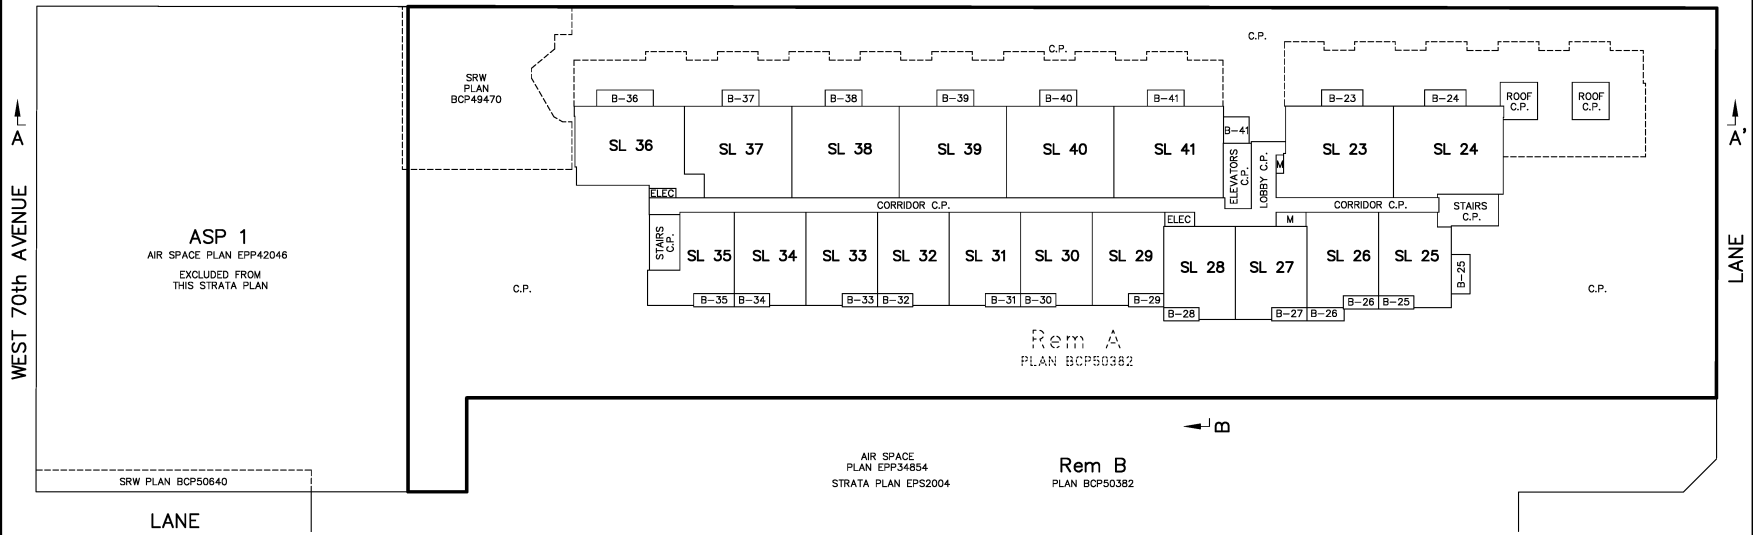 C.P.
C.P.
SRW
PLAN
BCP49470
B-36
B-37
B-38
B-39
B-40
B-41
B-23
B-24
ROOF
C.P.
ROOF
C.P.
A
A'
B-41
SL 36
SL 37
SL 38
SL 39
SL 40
SL 41
ELEVATORS
C.P.
LOBBY C.P.
M
SL 23
SL 24
ELEC
CORRIDOR C.P.
CORRIDOR C.P.
STAIRS
C.P.
WEST 70th AVENUE
ASP 1
AIR SPACE PLAN EPP42046
EXCLUDED FROM
THIS STRATA PLAN
STAIRS
C.P.
ELEC
M
SL 35
SL 34
SL 33
SL 32
SL 31
SL 30
SL 29
SL 28
SL 27
SL 26
SL 25
B-25
LANE
C.P.
C.P.
B-35
B-34
B-33
B-32
B-31
B-30
B-29
B-28
B-27
B-26
B-26
B-25
Rem A
PLAN BCP50382
B
AIR SPACE
PLAN EPP34854
STRATA PLAN EPS2004
Rem B
PLAN BCP50382
SRW PLAN BCP50640
LANE